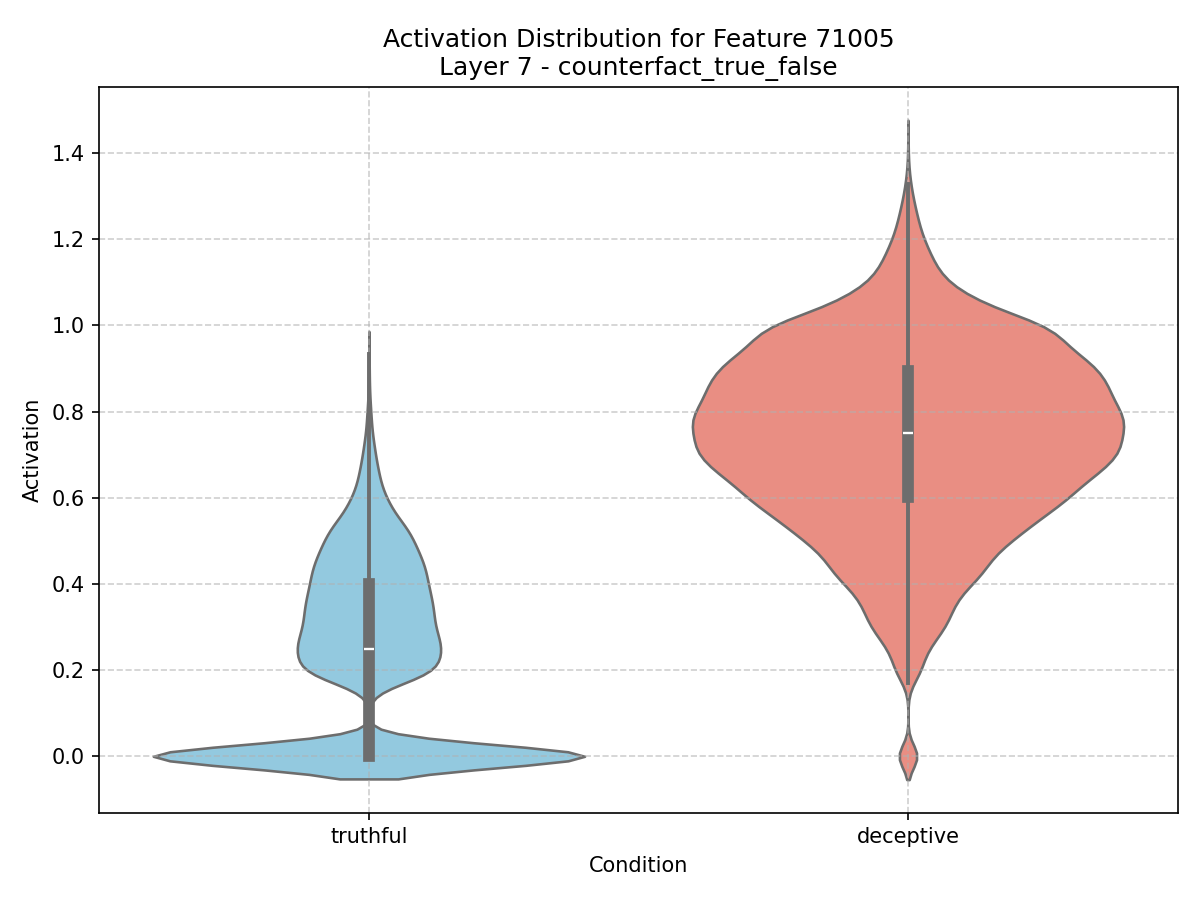 Activation Distribution for Feature 71005
Layer 7 - counterfact_true_false
Activation
1.4
1.2
1.0
0.8
0.6
0.4
0.2
0.0
truthful
deceptive
Condition